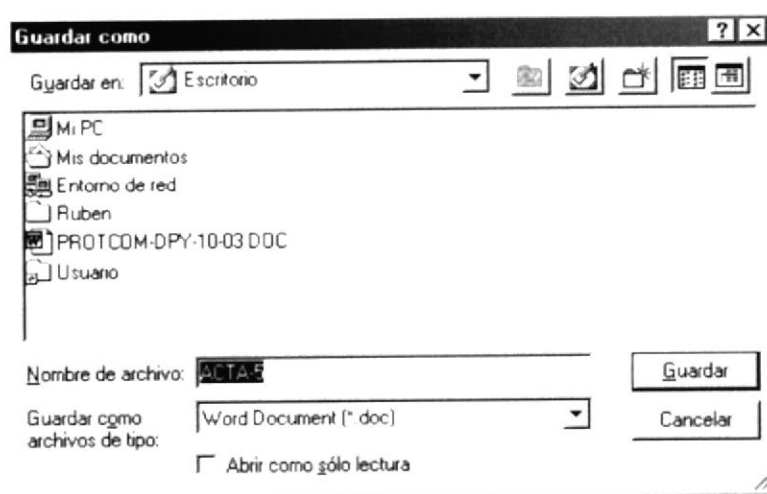 Guardar como
Guardar en: Escritorio
Mi PC
Mis documentos
Entorno de red
Ruben
PROTCOM-DPY-10-03 DOC
Usuario
Nombre de archivo: ACTA-5
Guardar
Guardar como
archivos de tipo:
Word Document (*.doc)
Cancelar
Abrir como sólo lectura